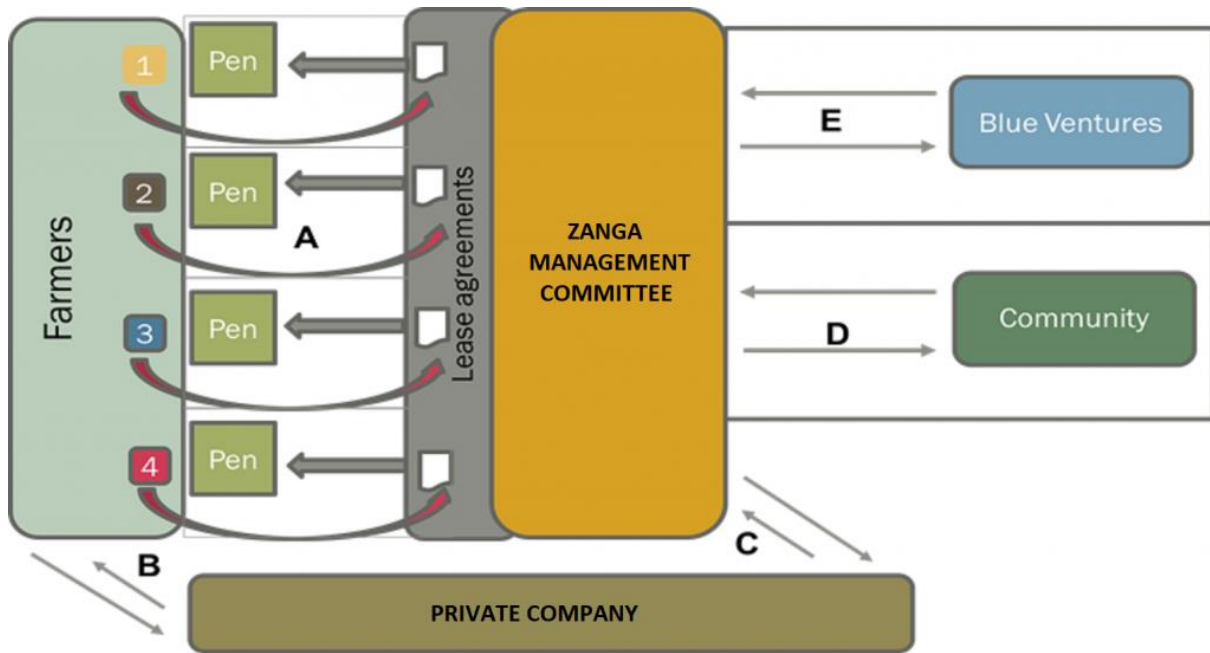 Farmers
1
Pen
2
Pen
A
3
Pen
4
Pen
Lease agreements
ZANGA
MANAGEMENT
COMMITTEE
E
Blue Ventures
D
Community
B
C
PRIVATE COMPANY